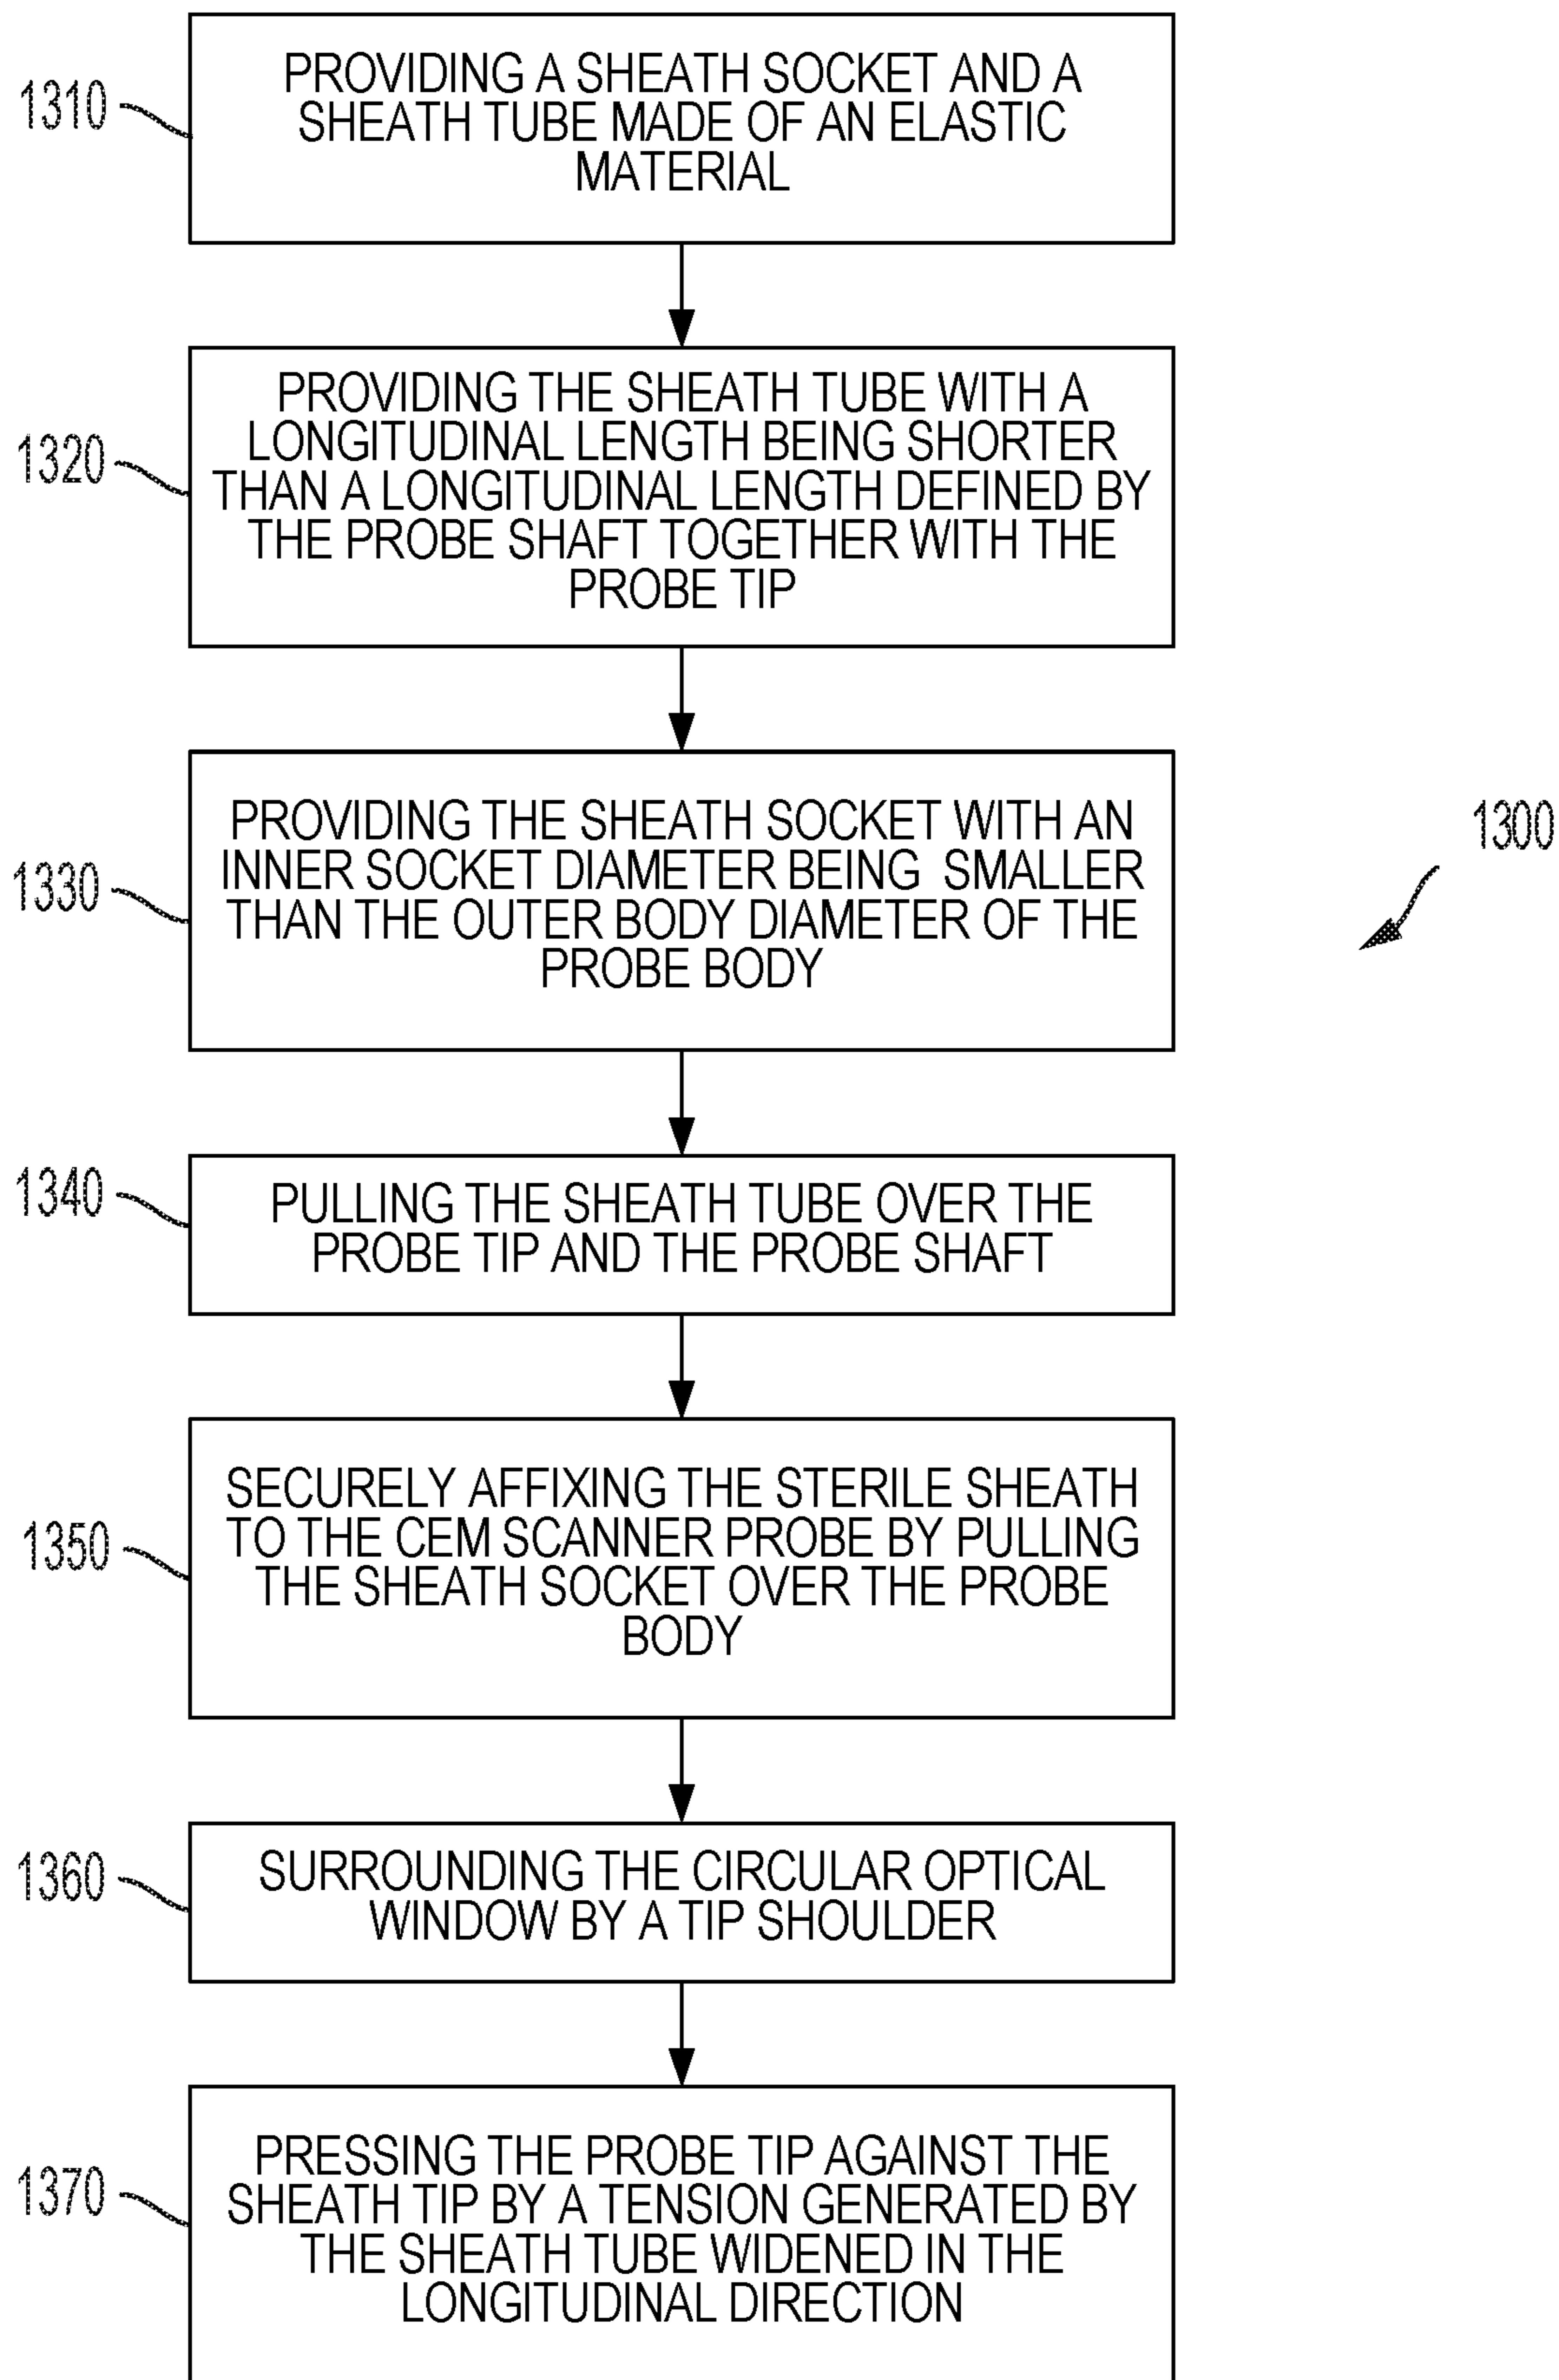 1310
PROVIDING A SHEATH SOCKET AND A
SHEATH TUBE MADE OF AN ELASTIC
MATERIAL
1320
PROVIDING THE SHEATH TUBE WITH A
LONGITUDINAL LENGTH BEING SHORTER
THAN A LONGITUDINAL LENGTH DEFINED BY
THE PROBE SHAFT TOGETHER WITH THE
PROBE TIP
1330
PROVIDING THE SHEATH SOCKET WITH AN
INNER SOCKET DIAMETER BEING SMALLER
THAN THE OUTER BODY DIAMETER OF THE
PROBE BODY
1300
1340
PULLING THE SHEATH TUBE OVER THE
PROBE TIP AND THE PROBE SHAFT
1350
SECURELY AFFIXING THE STERILE SHEATH
TO THE CEM SCANNER PROBE BY PULLING
THE SHEATH SOCKET OVER THE PROBE
BODY
1360
SURROUNDING THE CIRCULAR OPTICAL
WINDOW BY A TIP SHOULDER
1370
PRESSING THE PROBE TIP AGAINST THE
SHEATH TIP BY A TENSION GENERATED BY
THE SHEATH TUBE WIDENED IN THE
LONGITUDINAL DIRECTION